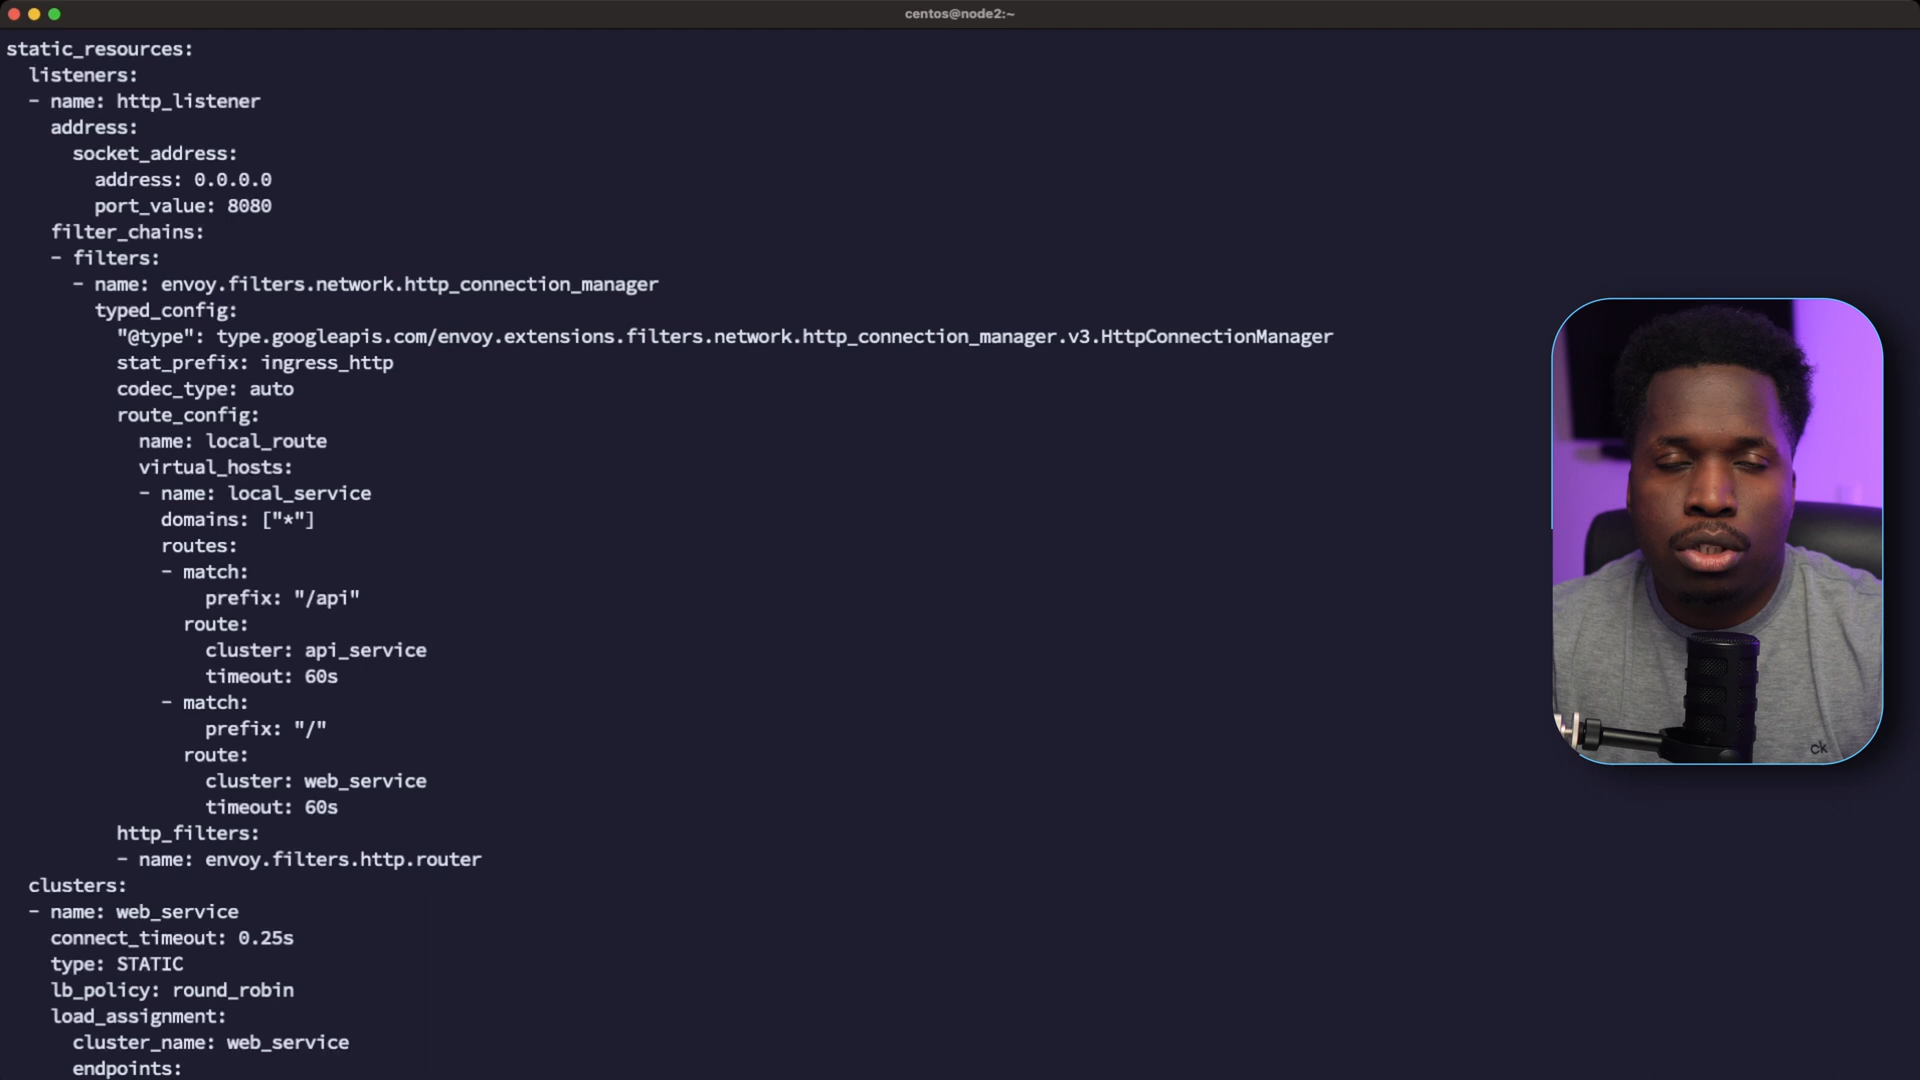 centos@node2:~
static_resources:
  listeners:
  - name: http_listener
    address:
      socket_address:
        address: 0.0.0.0
        port_value: 8080
    filter_chains:
    - filters:
      - name: envoy.filters.network.http_connection_manager
        typed_config:
          "@type": type.googleapis.com/envoy.extensions.filters.network.http_connection_manager.v3.HttpConnectionManager
          stat_prefix: ingress_http
          codec_type: auto
          route_config:
            name: local_route
            virtual_hosts:
            - name: local_service
              domains: ["*"]
              routes:
              - match:
                  prefix: "/api"
                route:
                  cluster: api_service
                  timeout: 60s
              - match:
                  prefix: "/"
                route:
                  cluster: web_service
                  timeout: 60s
          http_filters:
          - name: envoy.filters.http.router
  clusters:
  - name: web_service
    connect_timeout: 0.25s
    type: STATIC
    lb_policy: round_robin
    load_assignment:
      cluster_name: web_service
      endpoints:
ck